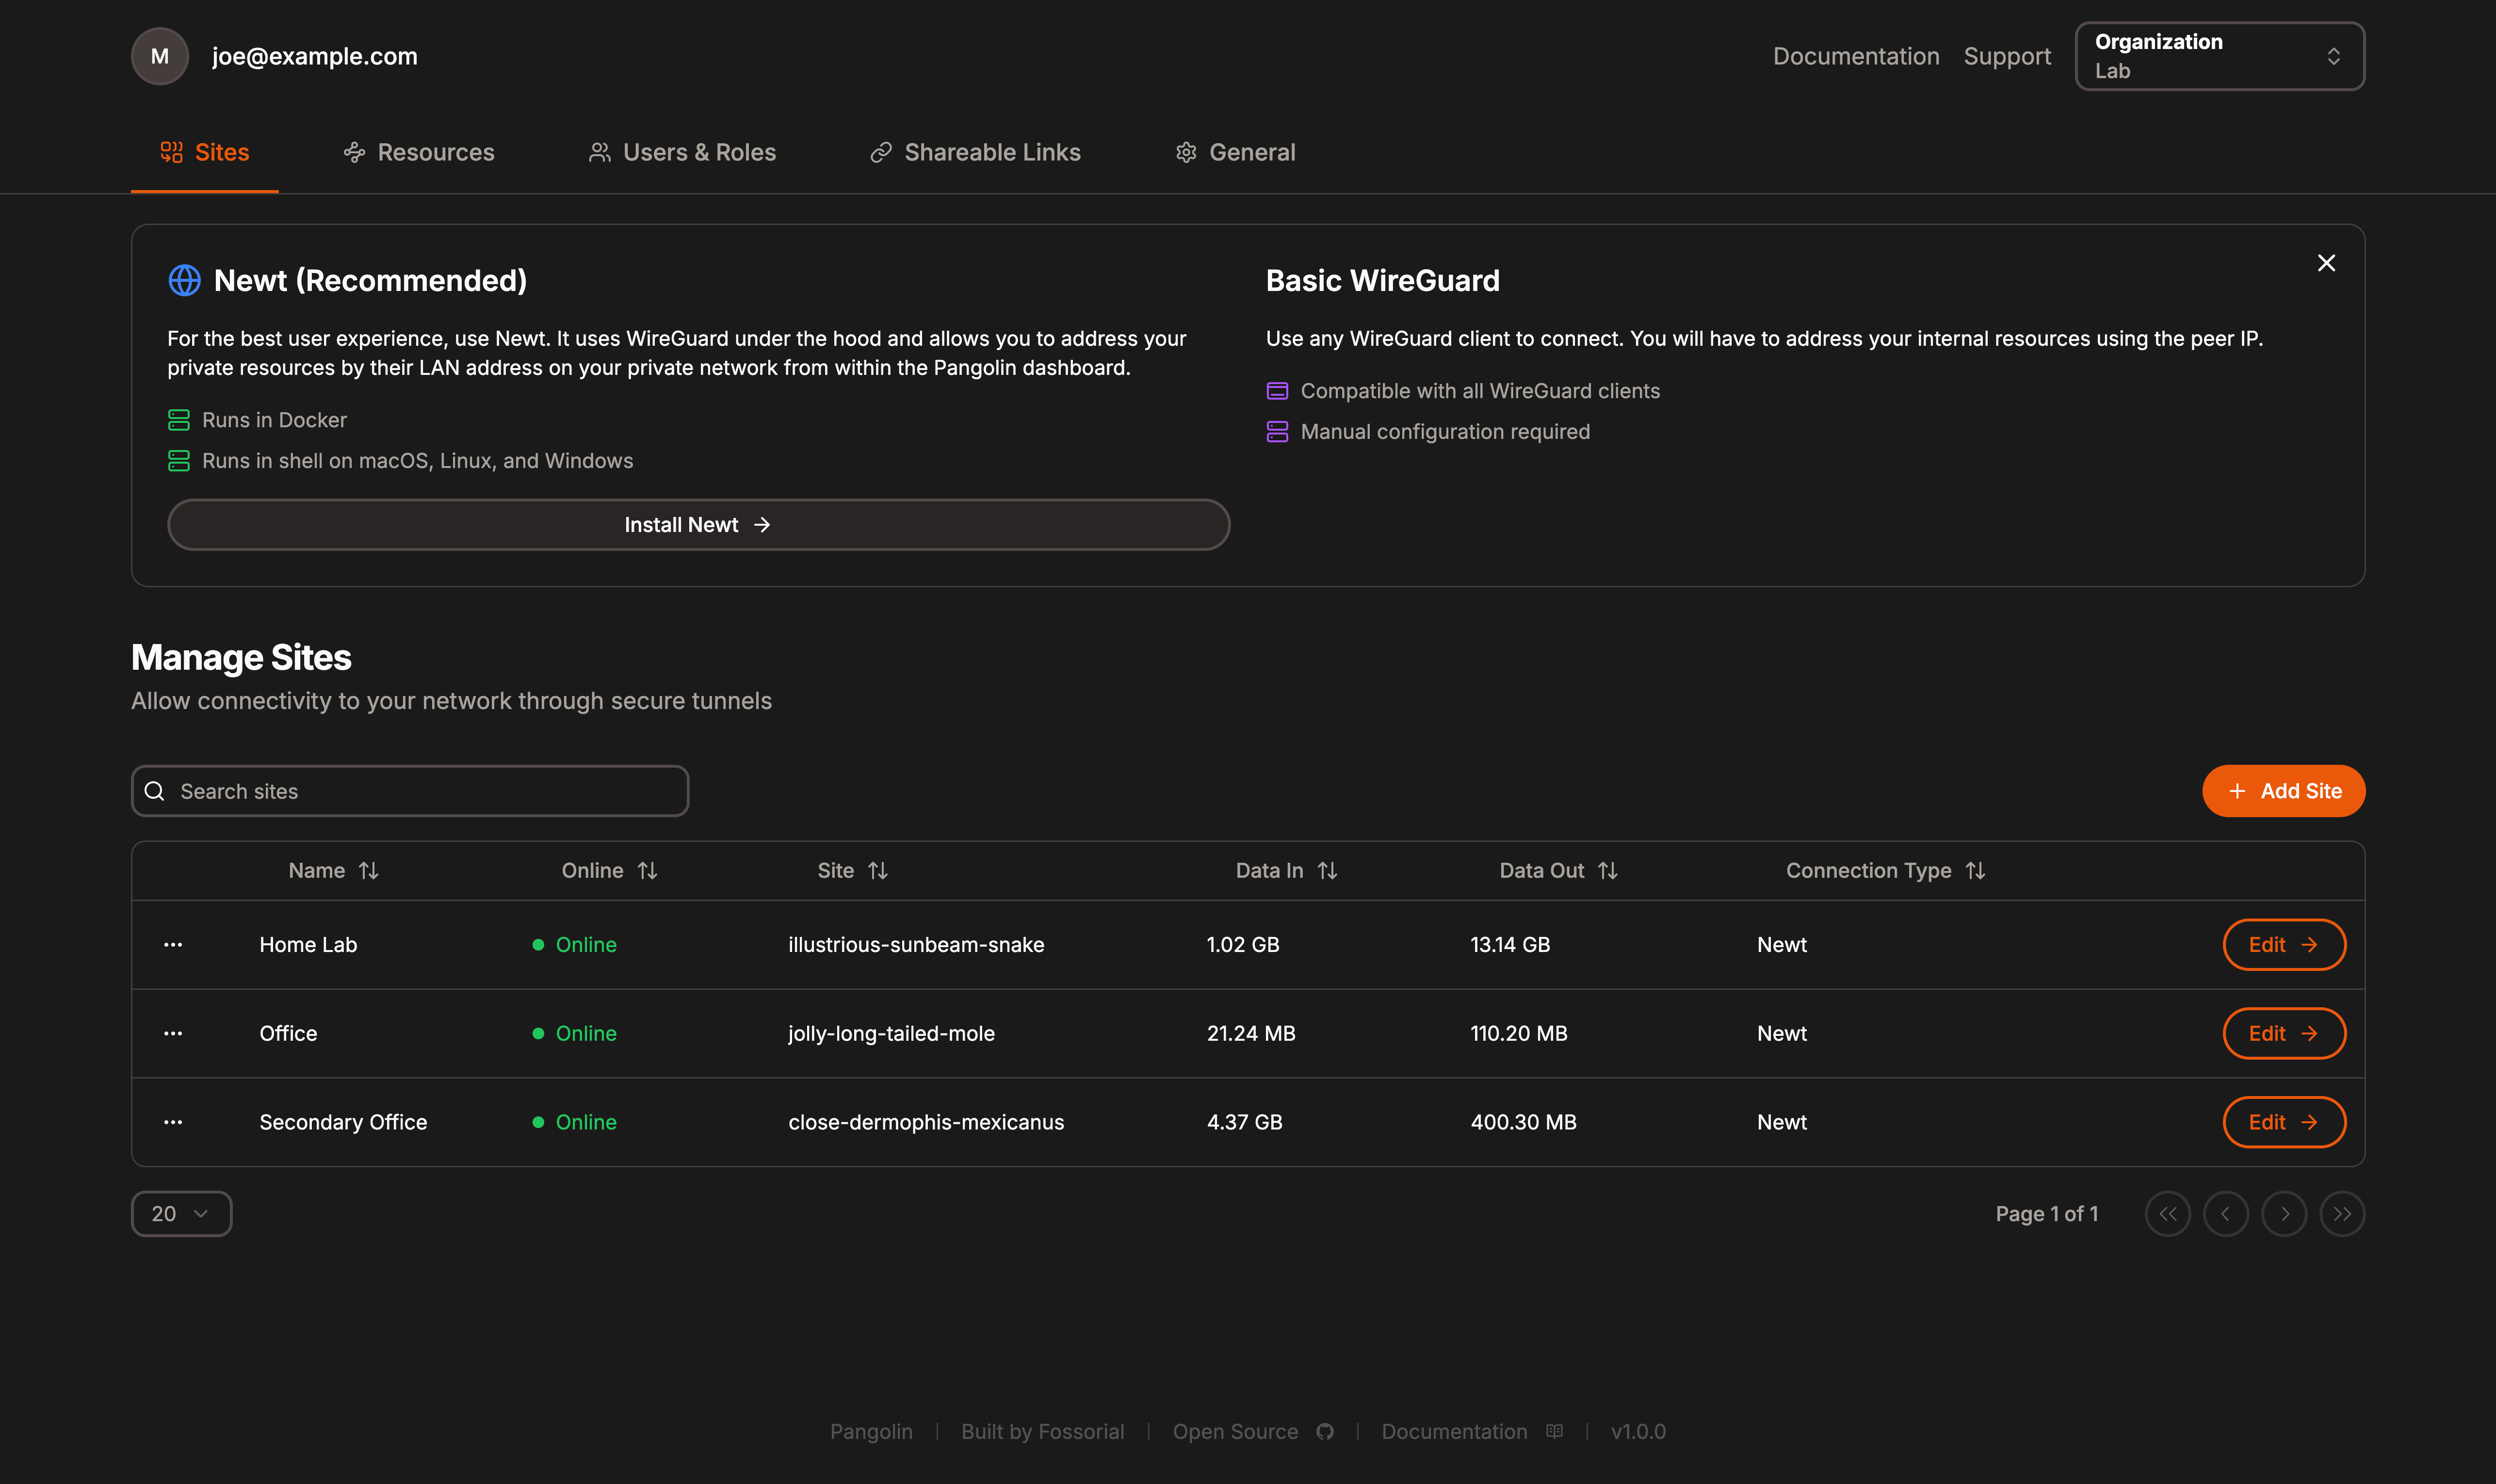 M
joe@example.com
Documentation
Support
Organization
Lab
Sites
Resources
Users & Roles
Shareable Links
General
Newt (Recommended)
For the best user experience, use Newt. It uses WireGuard under the hood and allows you to address your
private resources by their LAN address on your private network from within the Pangolin dashboard.
Runs in Docker
Runs in shell on macOS, Linux, and Windows
Install Newt
Basic WireGuard
Use any WireGuard client to connect. You will have to address your internal resources using the peer IP.
Compatible with all WireGuard clients
Manual configuration required
Manage Sites
Allow connectivity to your network through secure tunnels
Search sites
Add Site
Name Online Site Data In Data Out Connection Type
Home Lab Online illustrious-sunbeam-snake 1.02 GB 13.14 GB Newt Edit
Office Online jolly-long-tailed-mole 21.24 MB 110.20 MB Newt Edit
Secondary Office Online close-dermophis-mexicanus 4.37 GB 400.30 MB Newt Edit
20
Page 1 of 1
Pangolin | Built by Fossorial | Open Source | Documentation | v1.0.0